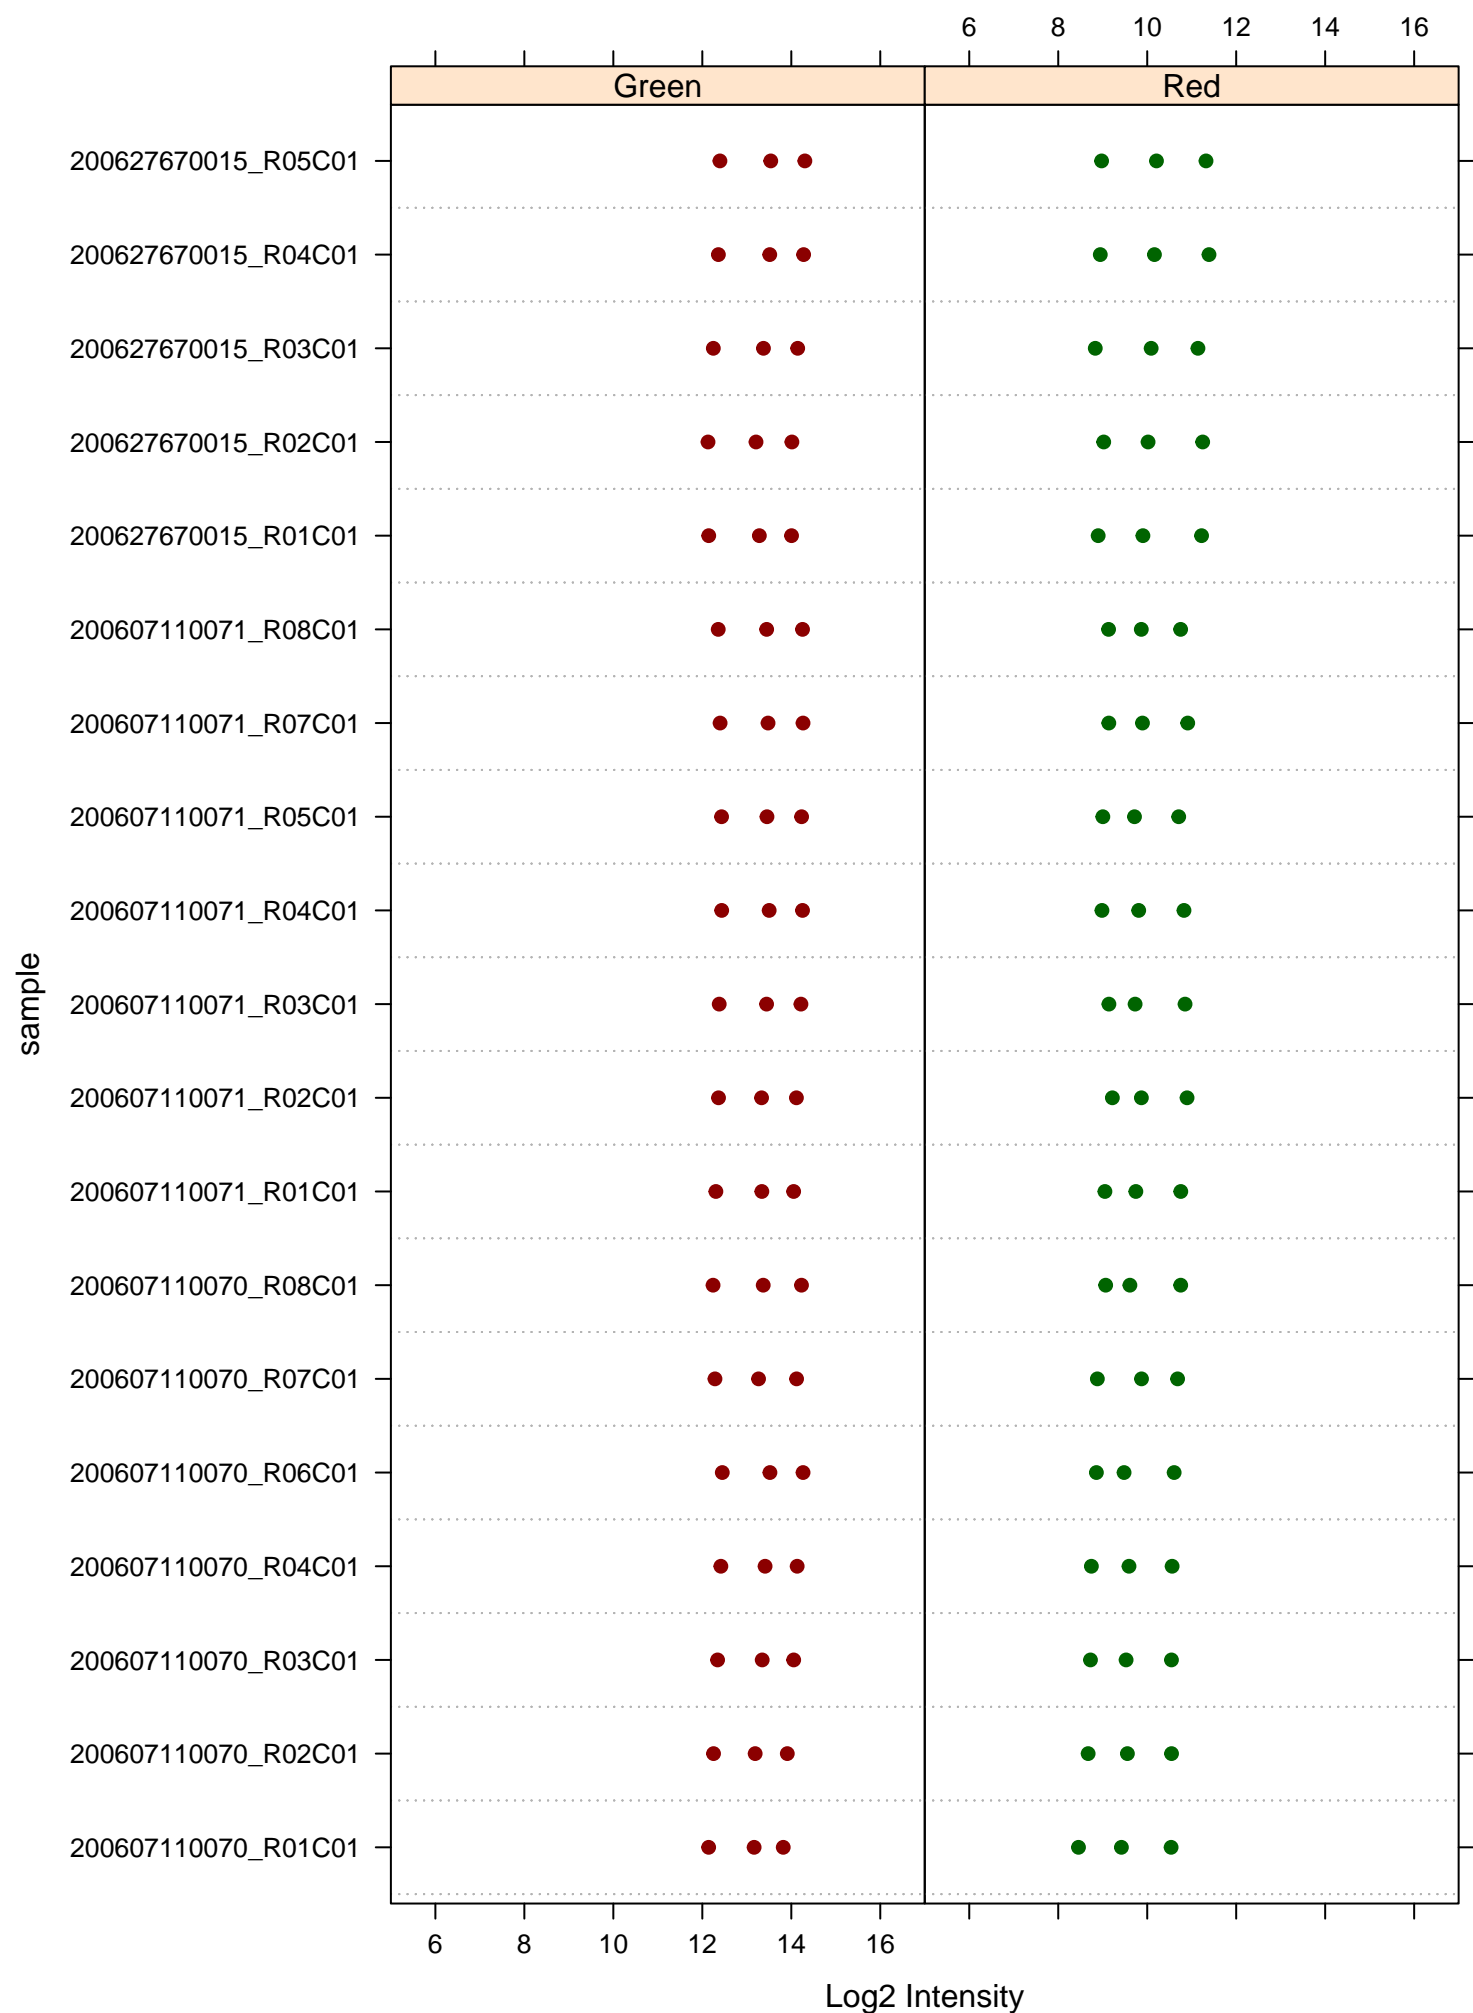 6 8 10 12 14 16
Green Red
200627670015_R05C01
200627670015_R04C01
200627670015_R03C01
200627670015_R02C01
200627670015_R01C01
200607110071_R08C01
200607110071_R07C01
200607110071_R05C01
200607110071_R04C01
200607110071_R03C01
200607110071_R02C01
200607110071_R01C01
200607110070_R08C01
200607110070_R07C01
200607110070_R06C01
200607110070_R04C01
200607110070_R03C01
200607110070_R02C01
200607110070_R01C01
sample
6 8 10 12 14 16
Log2 Intensity